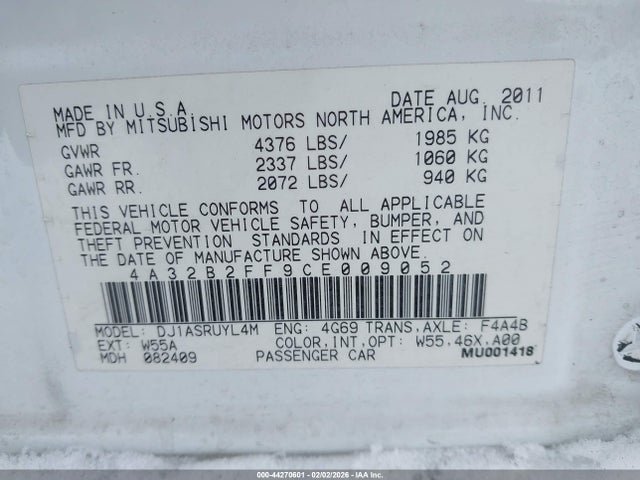 MADE IN U.S.A. DATE AUG. 2011
MFD BY MITSUBISHI MOTORS NORTH AMERICA, INC.
GVWR 4376 LBS/ 1985 KG
GAWR FR. 2337 LBS/ 1060 KG
GAWR RR. 2072 LBS/ 940 KG
THIS VEHICLE CONFORMS TO ALL APPLICABLE
FEDERAL MOTOR VEHICLE SAFETY, BUMPER, AND
THEFT PREVENTION STANDARDS IN EFFECT ON
THE DATE OF MANUFACTURE SHOWN ABOVE.
4A32B2FF9CE009052
MODEL: DJ1ASRUYL4M ENG: 4G69 TRANS,AXLE: F4A4B
EXT: W55A COLOR,INT,OPT: W55,46X,A00
MDH 082409 PASSENGER CAR MU001418
000-44270601 - 02/02/2026 - IAA Inc.